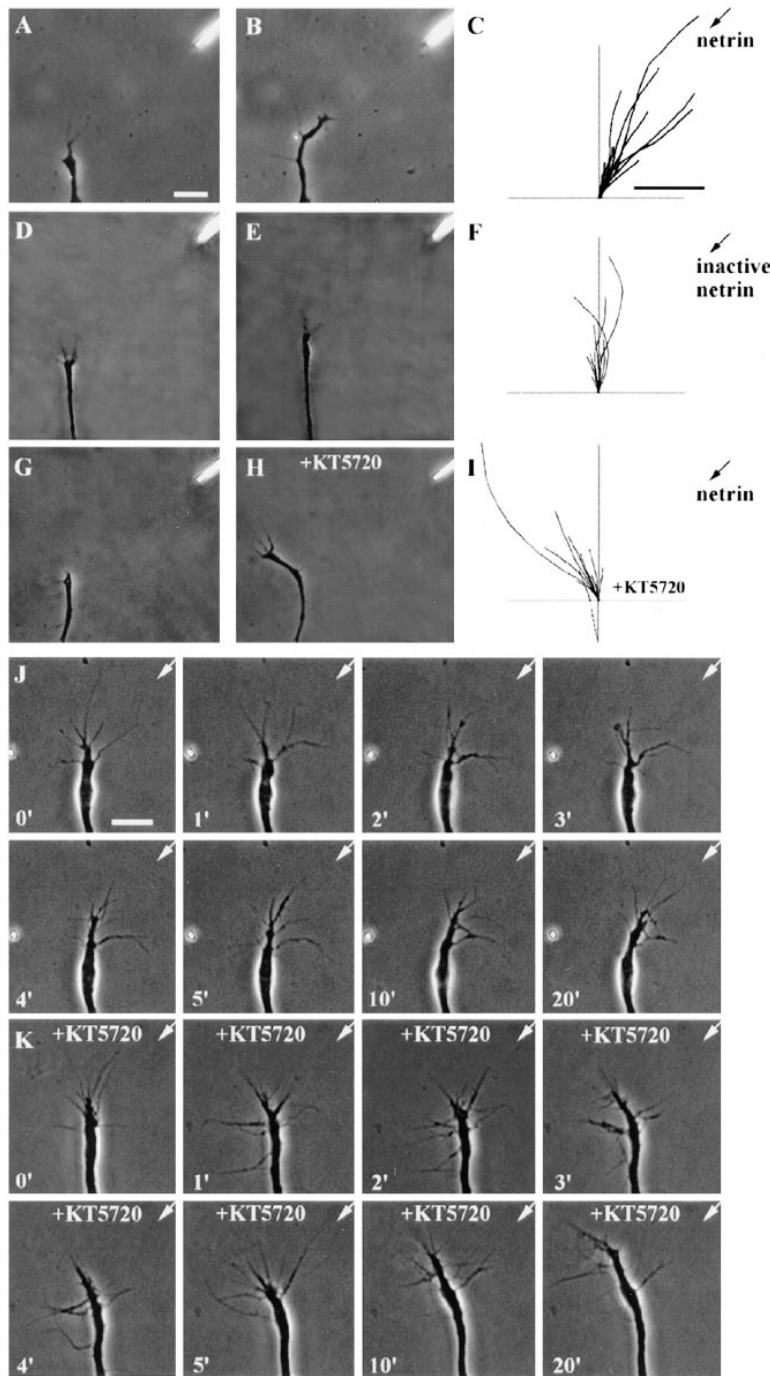 A
B
C
netrin
D
E
F
inactive
netrin
G
H
+KT5720
I
netrin
+KT5720
J
0'
1'
2'
3'
4'
5'
10'
20'
K
+KT5720
+KT5720
+KT5720
+KT5720
0'
1'
2'
3'
+KT5720
+KT5720
+KT5720
+KT5720
4'
5'
10'
20'